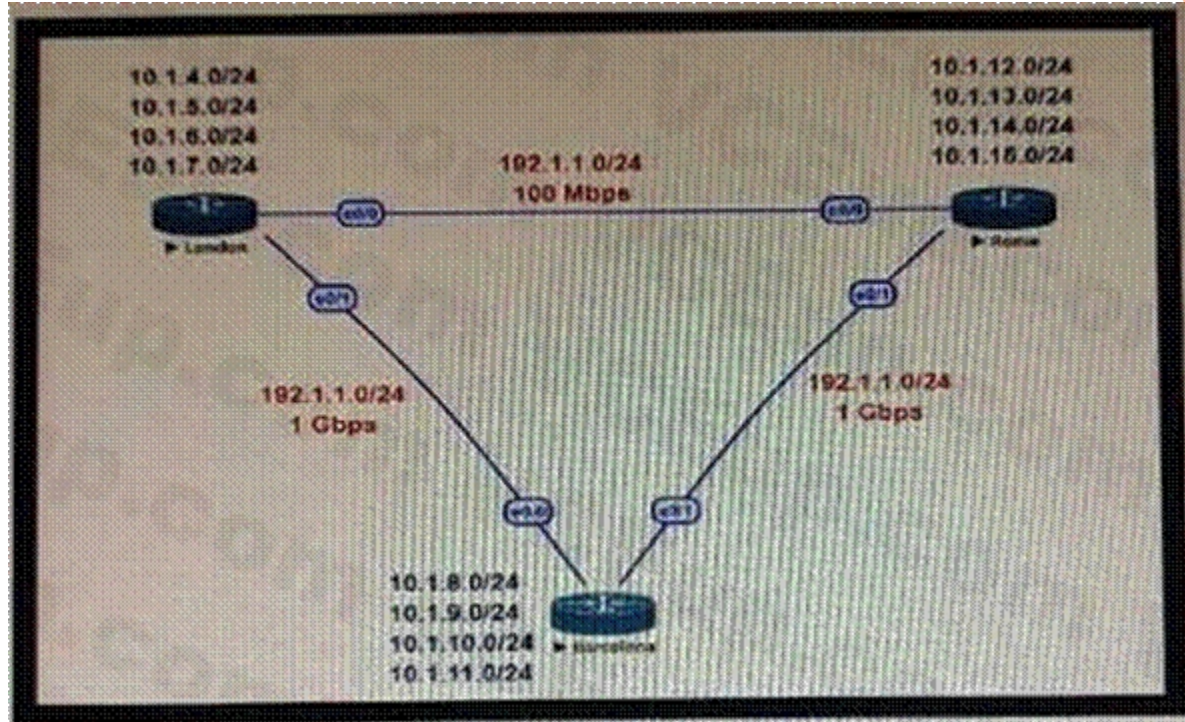 10.1.4.0/24
10.1.5.0/24
10.1.6.0/24
10.1.7.0/24
10.1.12.0/24
10.1.13.0/24
10.1.14.0/24
10.1.15.0/24
192.1.1.0/24
100 Mbps
e0/0
e0/0
London
Rome
e0/1
e0/1
192.1.1.0/24
1 Gbps
192.1.1.0/24
1 Gbps
e0/0
e0/1
10.1.8.0/24
10.1.9.0/24
10.1.10.0/24
10.1.11.0/24
Barcelona